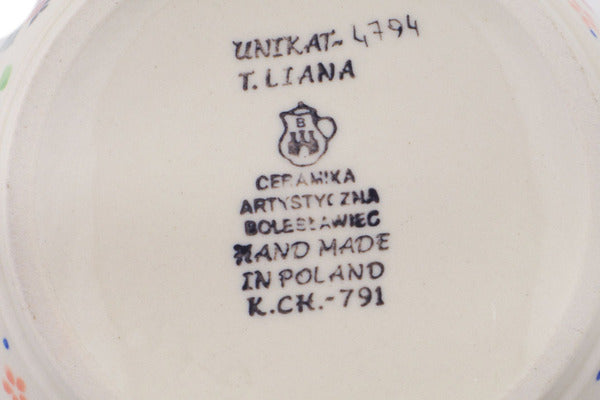 UNIKAT- 4794
T. LIANA
B
CERAMIKA
ARTYSTYCZNA
BOLESŁAWIEC
HAND MADE
IN POLAND
K.CH.-791